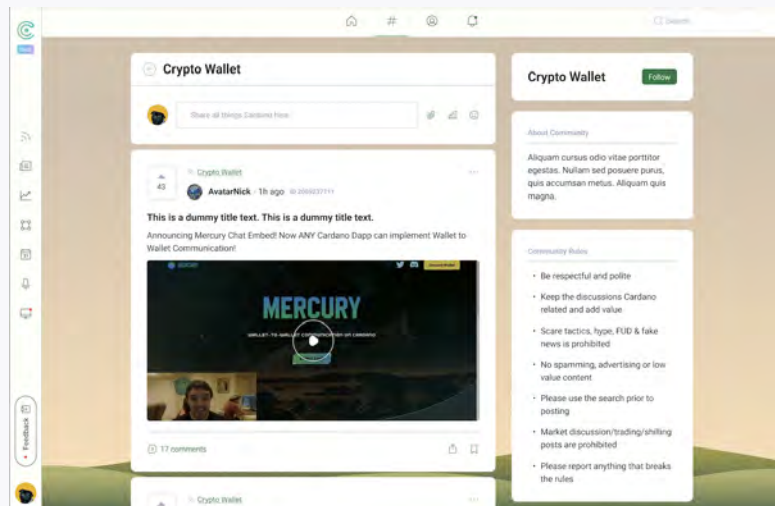 Search
Crypto Wallet
Share all things Cardano here
43
Crypto Wallet
AvatarNick · 1h ago
This is a dummy title text. This is a dummy title text.
Announcing Mercury Chat Embed! Now ANY Cardano Dapp can implement Wallet to
Wallet Communication!
MERCURY
WALLET-TO-WALLET COMMUNICATION ON CARDANO
17 comments
Crypto Wallet
Crypto Wallet
Follow
About Community
Aliquam cursus odio vitae porttitor
egestas. Nullam sed posuere purus,
quis accumsan metus. Aliquam quis
magna.
Community Rules
• Be respectful and polite
• Keep the discussions Cardano
related and add value
• Scare tactics, hype, FUD & fake
news is prohibited
• No spamming, advertising or low
value content
• Please use the search prior to
posting
• Market discussion/trading/shilling
posts are prohibited
• Please report anything that breaks
the rules
Feedback